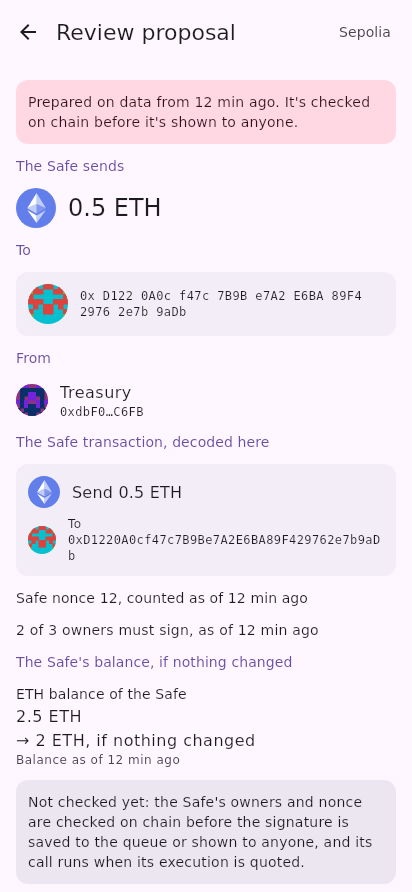 Review proposal
Sepolia
Prepared on data from 12 min ago. It's checked
on chain before it's shown to anyone.
The Safe sends
0.5 ETH
To
0x D122 0A0c f47c 7B9B e7A2 E6BA 89F4
2976 2e7b 9aDb
From
Treasury
0xdbF0…C6FB
The Safe transaction, decoded here
Send 0.5 ETH
To
0xD1220A0cf47c7B9Be7A2E6BA89F429762e7b9aD
b
Safe nonce 12, counted as of 12 min ago
2 of 3 owners must sign, as of 12 min ago
The Safe's balance, if nothing changed
ETH balance of the Safe
2.5 ETH
→ 2 ETH, if nothing changed
Balance as of 12 min ago
Not checked yet: the Safe's owners and nonce
are checked on chain before the signature is
saved to the queue or shown to anyone, and its
call runs when its execution is quoted.